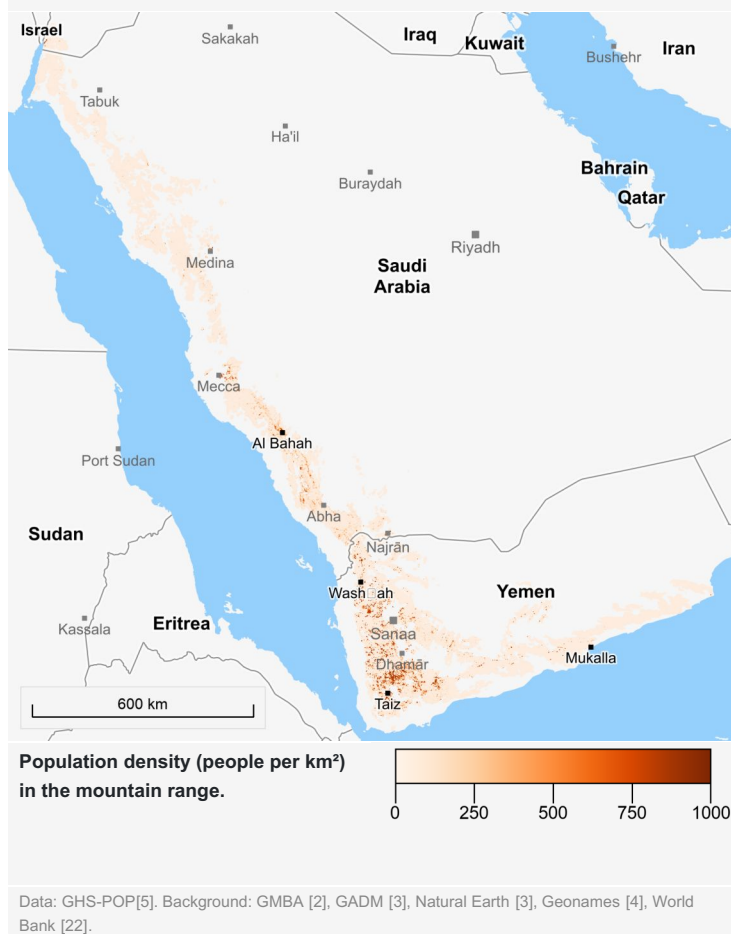 Israel
Sakakah
Iraq
Kuwait
Bushehr
Iran
Tabuk
Ha'il
Buraydah
Bahrain
Qatar
Medina
Riyadh
Saudi
Arabia
Mecca
Al Bahah
Port Sudan
Abha
Sudan
Najrān
Yemen
Kassala
Eritrea
Sanaa
Dhamār
Mukalla
Taiz
600 km
Population density (people per km²)
in the mountain range.
0 250 500 750 1000
Data: GHS-POP[5]. Background: GMBA [2], GADM [3], Natural Earth [3], Geonames [4], World
Bank [22].